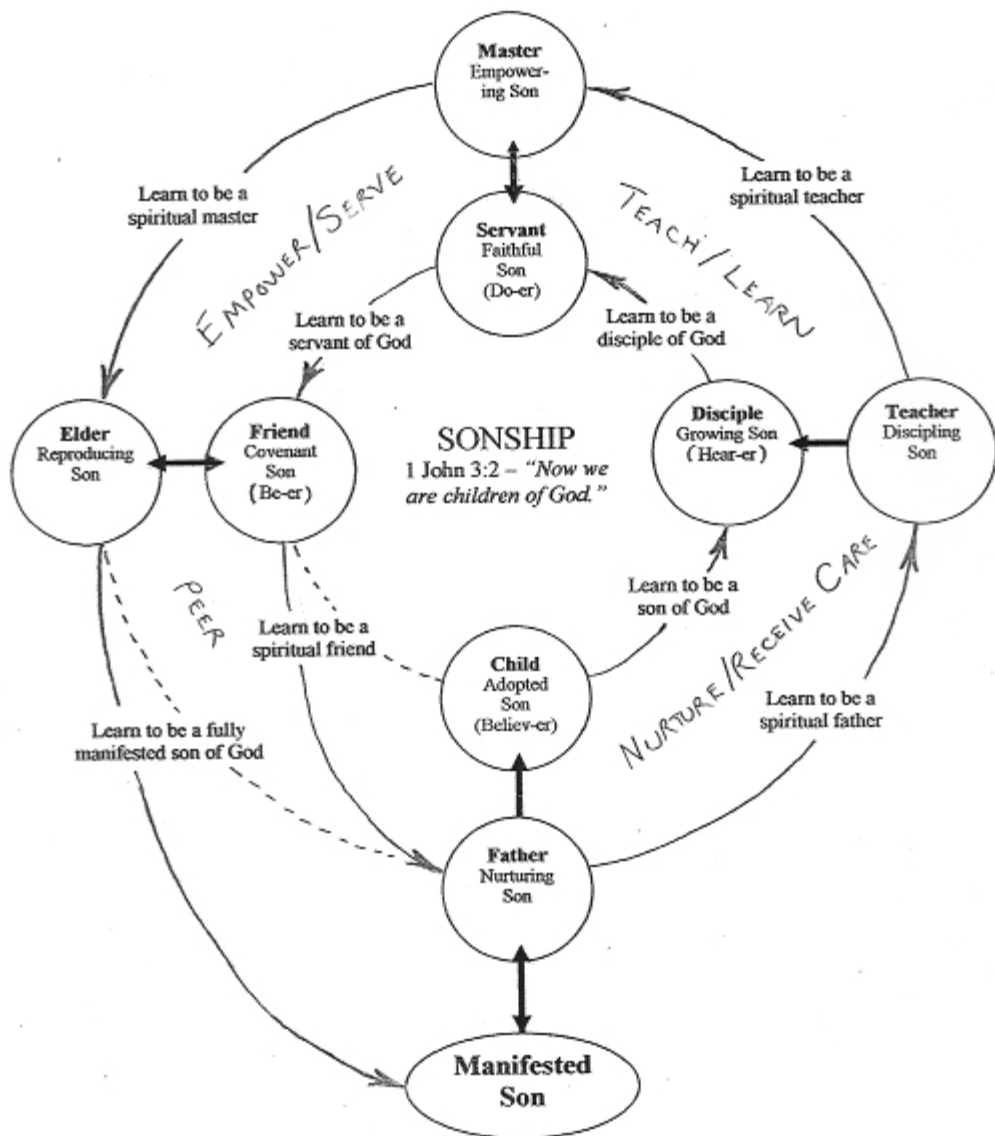 Master
Empower-
ing Son
Learn to be a
spiritual master
EMPOWER/SERVE
TEACH/LEARN
Learn to be a
spiritual teacher
Servant
Faithful
Son
(Do-er)
Learn to be a
servant of God
Learn to be a
disciple of God
Elder
Reproducing
Son
Friend
Covenant
Son
(Be-er)
SONSHIP
1 John 3:2 – “Now we
are children of God.”
Disciple
Growing Son
(Hear-er)
Teacher
Discipling
Son
PEER
Learn to be a
spiritual friend
Learn to be a
son of God
NURTURE/RECEIVE CARE
Child
Adopted
Son
(Believ-er)
Learn to be a
spiritual father
Learn to be a fully
manifested son of God
Father
Nurturing
Son
Manifested
Son